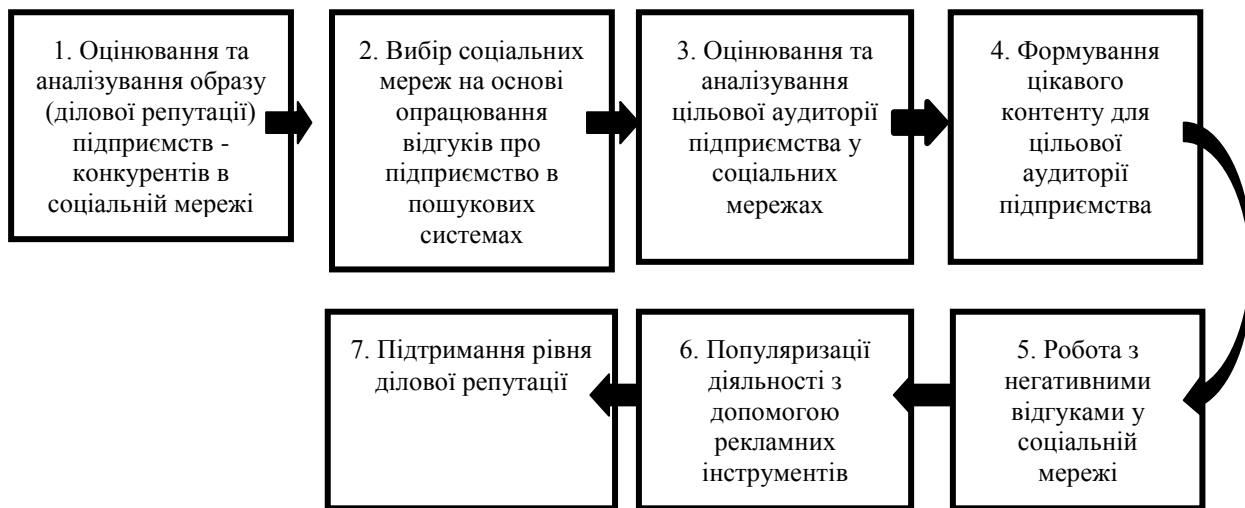 1. Оцінювання та
аналізування образу
(ділової репутації)
підприємств -
конкурентів в
соціальній мережі
2. Вибір соціальних
мереж на основі
опрацювання
відгуків про
підприємство в
пошукових
системах
3. Оцінювання та
аналізування
цільової аудиторії
підприємства у
соціальних
мережах
4. Формування
цікавого
контенту для
цільової
аудиторії
підприємства
5. Робота з
негативними
відгуками у
соціальній
мережі
6. Популяризації
діяльності з
допомогою
рекламних
інструментів
7. Підтримання рівня
ділової репутації